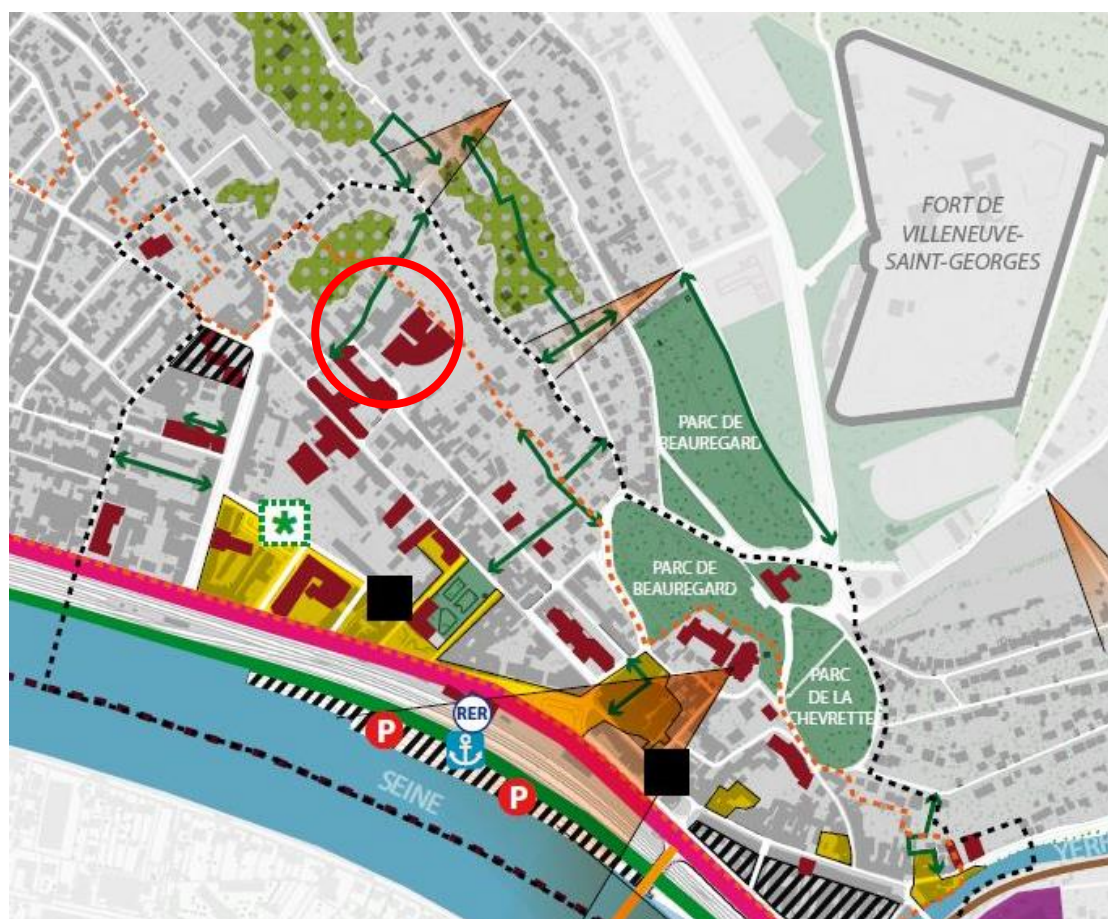 FORT DE
VILLENEUVE-
SAINT-GEORGES
PARC DE
BEAUREGARD
PARC DE
BEAUREGARD
PARC
DE LA
CHEVRETTE
RER
P
P
SEINE